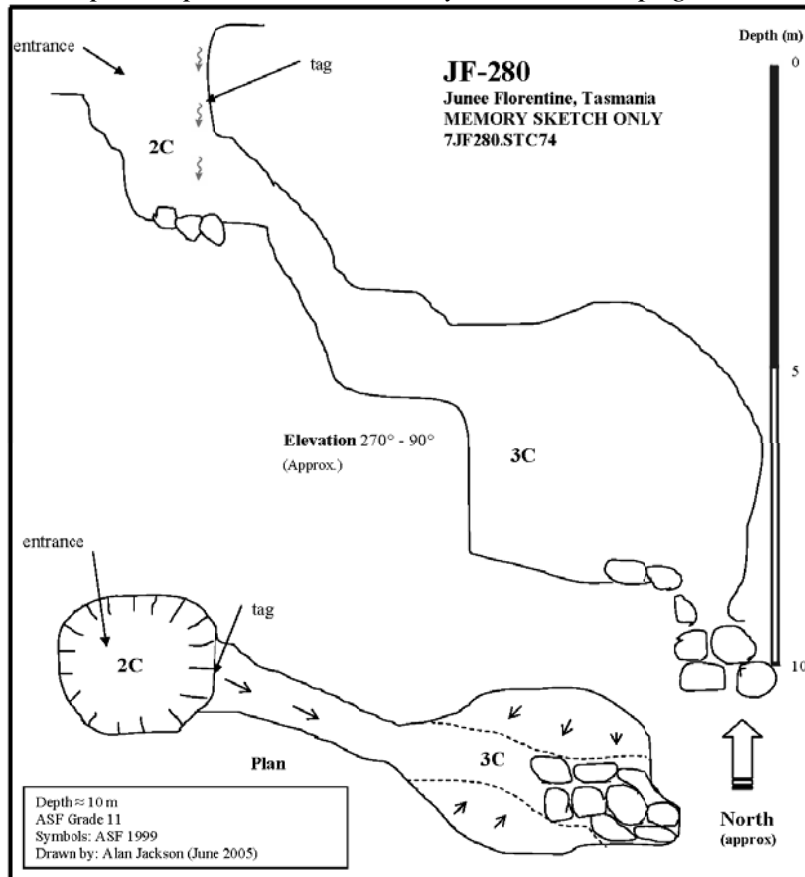 entrance
tag
2C
JF-280
Junee Florentine, Tasmania
MEMORY SKETCH ONLY
7JF280.STC74
Depth (m)
0
5
10
Elevation 270° - 90°
(Approx.)
3C
entrance
tag
2C
3C
Plan
North
(approx)
Depth ≈ 10 m
ASF Grade 11
Symbols: ASF 1999
Drawn by: Alan Jackson (June 2005)